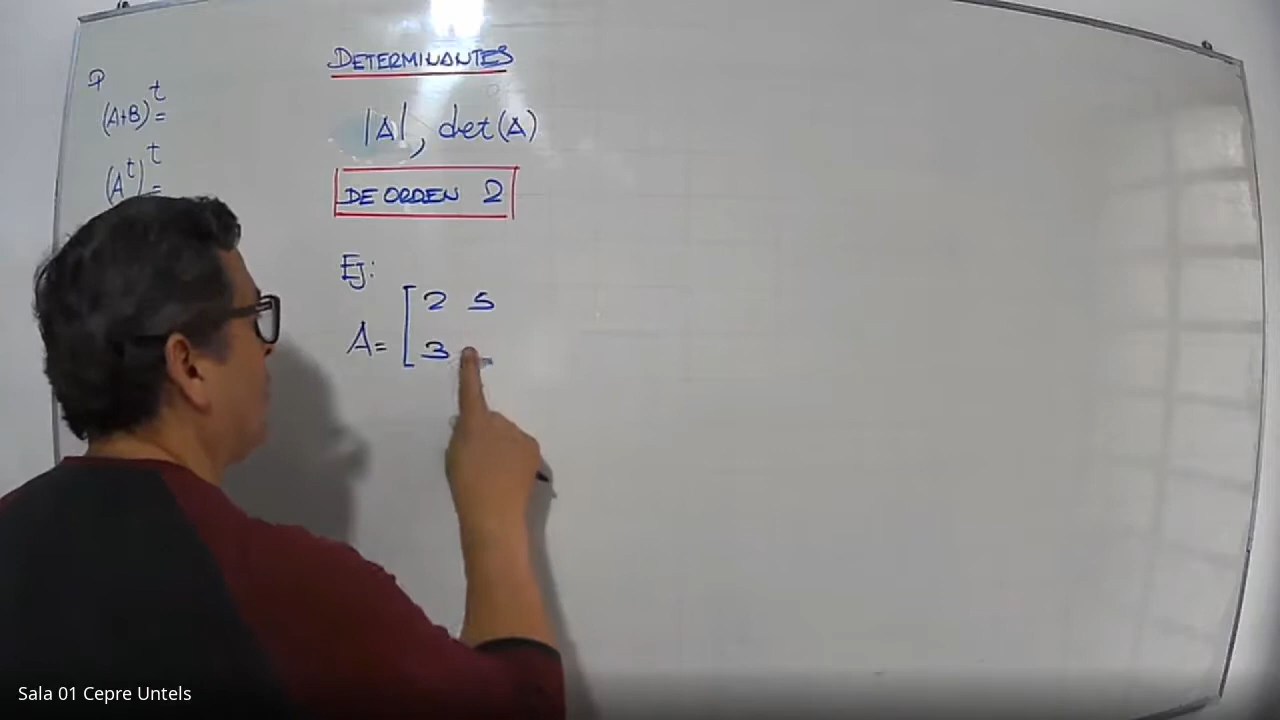 DETERMINANTES
|A|, det(A)
DE ORDEN 2
Ej:
A= [ 2 5
3
P
(A+B)^t =
(A^t)^t =
Sala 01 Cepre Untels